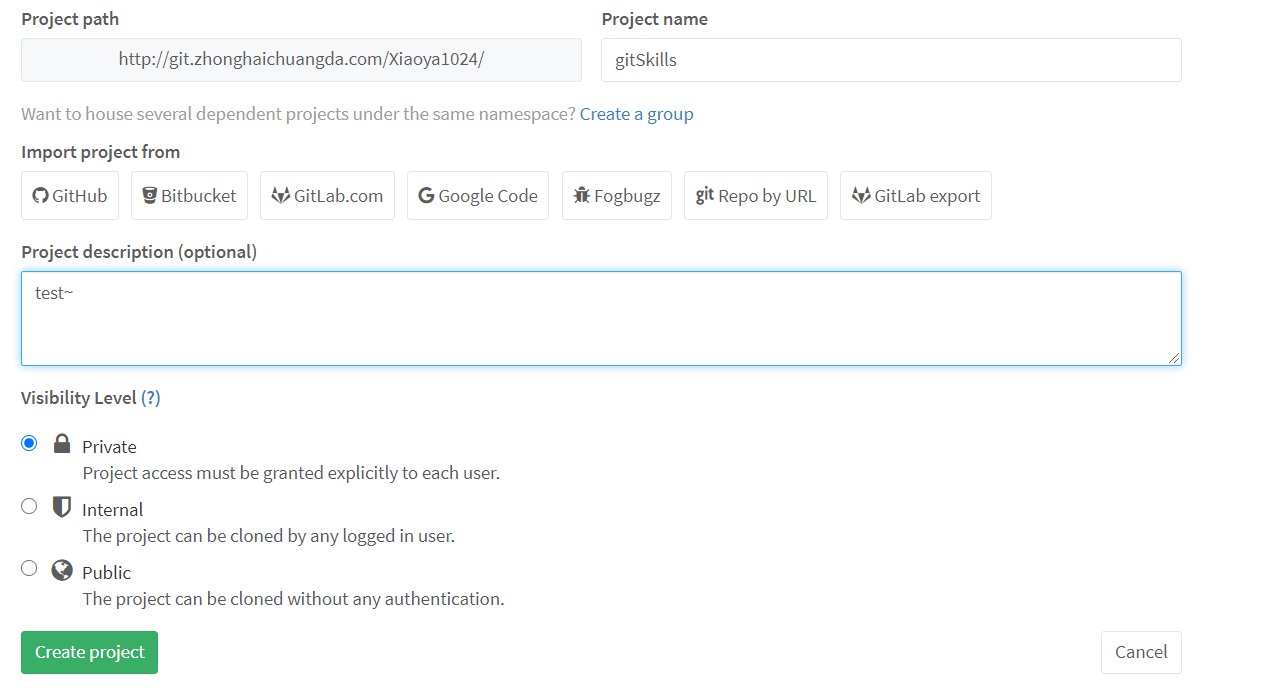 Project path
Project name
http://git.zhonghaichuangda.com/Xiaoya1024/
gitSkills
Want to house several dependent projects under the same namespace? Create a group
Import project from
GitHub
Bitbucket
GitLab.com
G Google Code
Fogbugz
git Repo by URL
GitLab export
Project description (optional)
test~
Visibility Level (?)
Private
Project access must be granted explicitly to each user.
Internal
The project can be cloned by any logged in user.
Public
The project can be cloned without any authentication.
Create project
Cancel